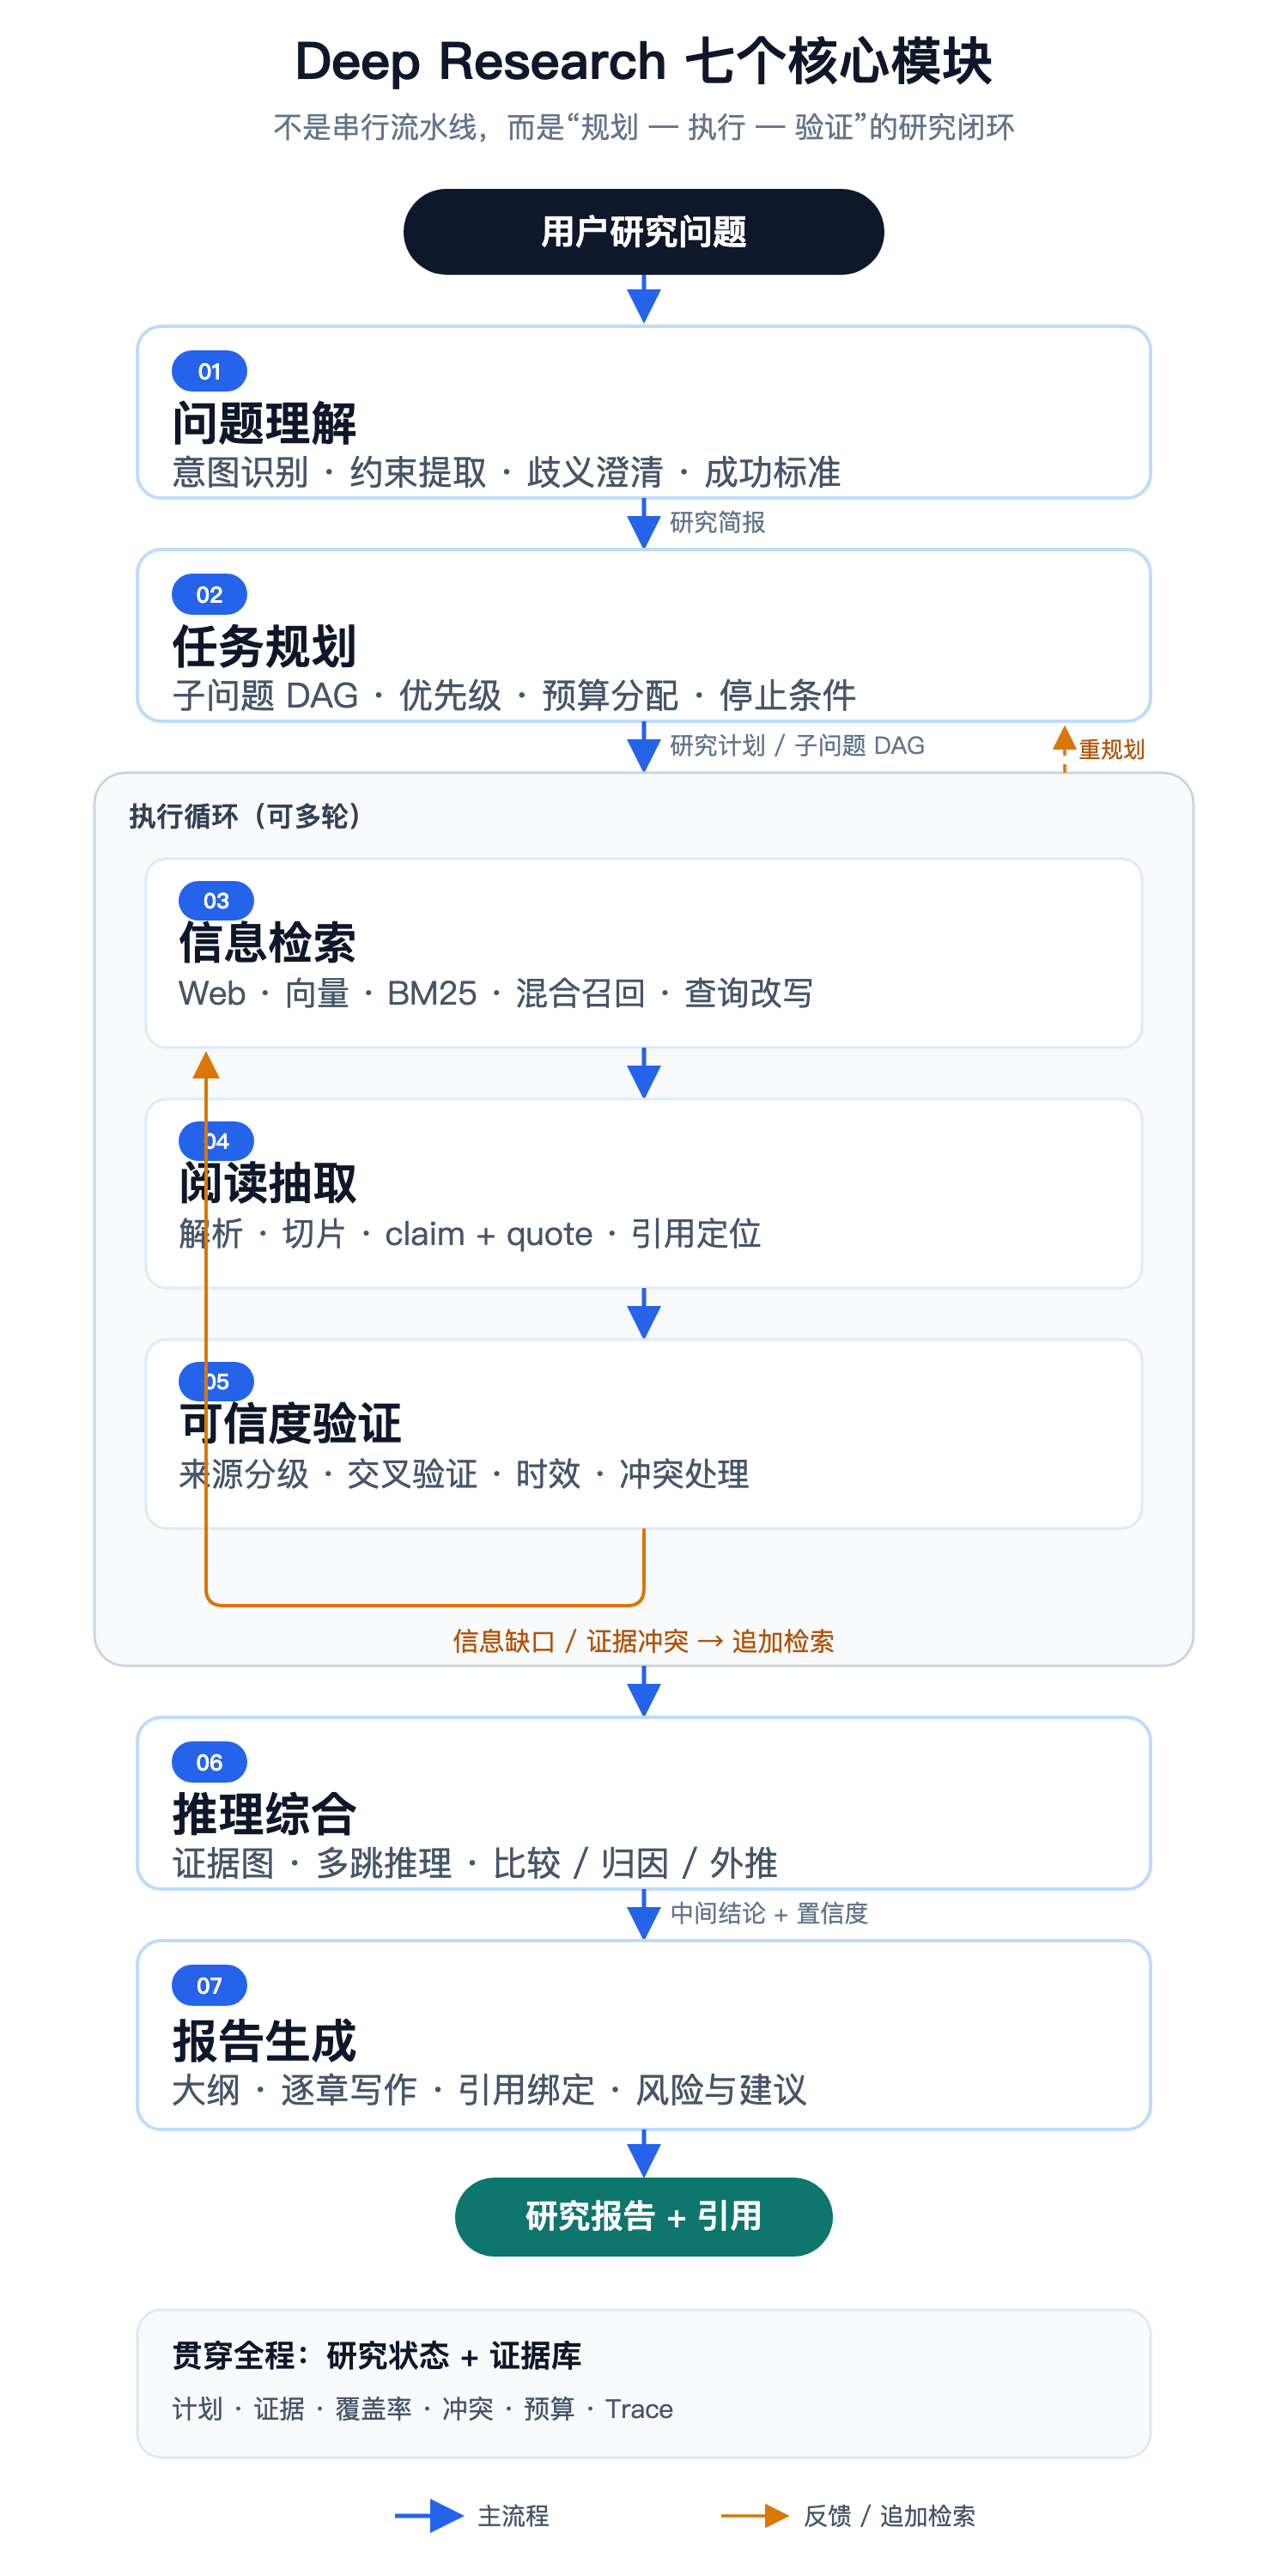 Deep Research 七个核心模块
不是串行流水线，而是“规划 — 执行 — 验证”的研究闭环
用户研究问题
01
问题理解
意图识别 · 约束提取 · 歧义澄清 · 成功标准
研究简报
02
任务规划
子问题 DAG · 优先级 · 预算分配 · 停止条件
研究计划 / 子问题 DAG
重规划
执行循环（可多轮）
03
信息检索
Web · 向量 · BM25 · 混合召回 · 查询改写
04
阅读抽取
解析 · 切片 · claim + quote · 引用定位
05
可信度验证
来源分级 · 交叉验证 · 时效 · 冲突处理
信息缺口 / 证据冲突 → 追加检索
06
推理综合
证据图 · 多跳推理 · 比较 / 归因 / 外推
中间结论 + 置信度
07
报告生成
大纲 · 逐章写作 · 引用绑定 · 风险与建议
研究报告 + 引用
贯穿全程：研究状态 + 证据库
计划 · 证据 · 覆盖率 · 冲突 · 预算 · Trace
主流程
反馈 / 追加检索